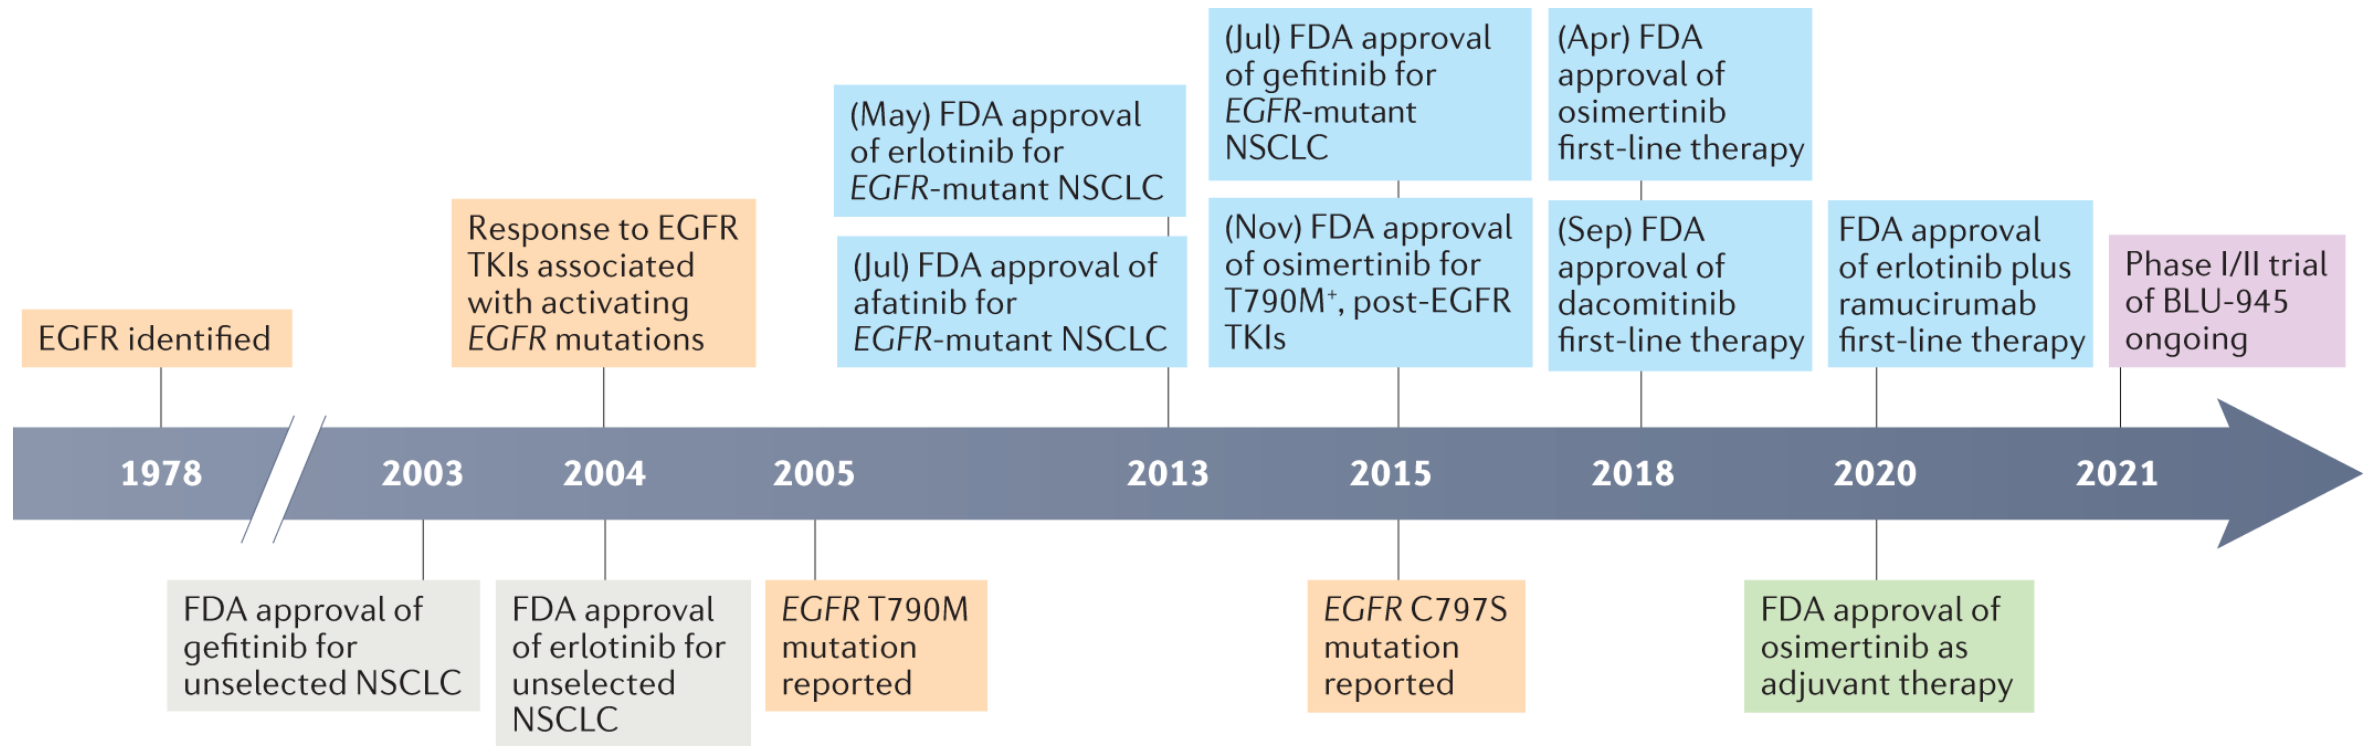 (Jul) FDA approval
of gefitinib for
EGFR-mutant
NSCLC
(Apr) FDA
approval of
osimertinib
first-line therapy
(May) FDA approval
of erlotinib for
EGFR-mutant NSCLC
Response to EGFR
TKIs associated
with activating
EGFR mutations
(Jul) FDA approval of
afatinib for
EGFR-mutant NSCLC
(Nov) FDA approval
of osimertinib for
T790M⁺, post-EGFR
TKIs
(Sep) FDA
approval of
dacomitinib
first-line therapy
FDA approval
of erlotinib plus
ramucirumab
first-line therapy
Phase I/II trial
of BLU-945
ongoing
EGFR identified
1978 2003 2004 2005 2013 2015 2018 2020 2021
FDA approval of
gefitinib for
unselected NSCLC
FDA approval
of erlotinib for
unselected
NSCLC
EGFR T790M
mutation
reported
EGFR C797S
mutation
reported
FDA approval of
osimertinib as
adjuvant therapy